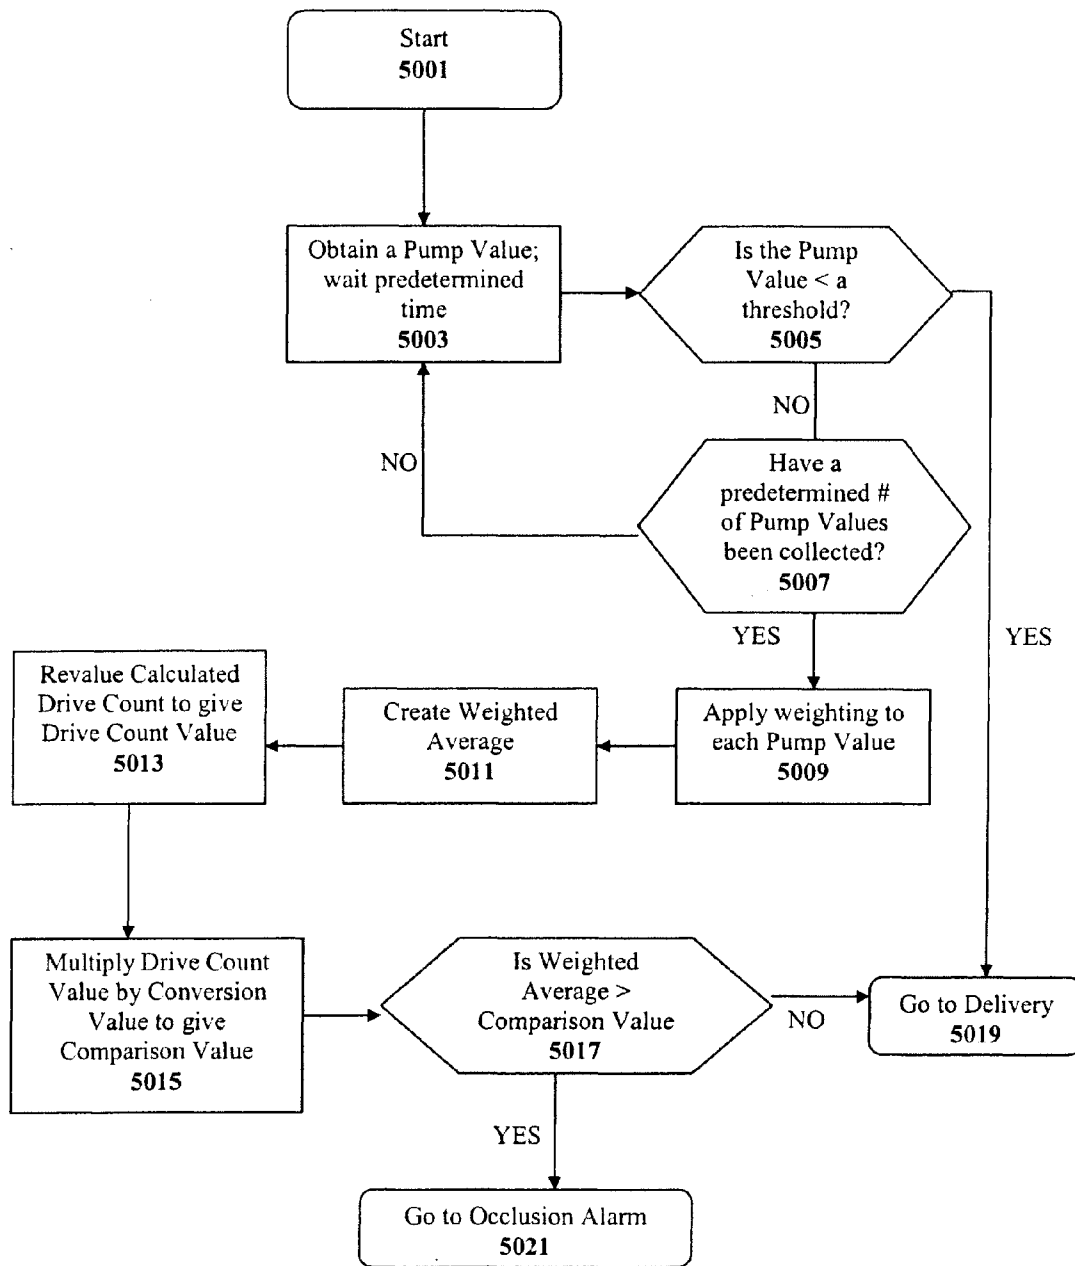 Start
5001
Obtain a Pump Value;
wait predetermined
time
5003
Is the Pump
Value < a
threshold?
5005
NO
NO
Have a
predetermined #
of Pump Values
been collected?
5007
YES
YES
Revalue Calculated
Drive Count to give
Drive Count Value
5013
Create Weighted
Average
5011
Apply weighting to
each Pump Value
5009
Multiply Drive Count
Value by Conversion
Value to give
Comparison Value
5015
Is Weighted
Average >
Comparison Value
5017
NO
Go to Delivery
5019
YES
Go to Occlusion Alarm
5021